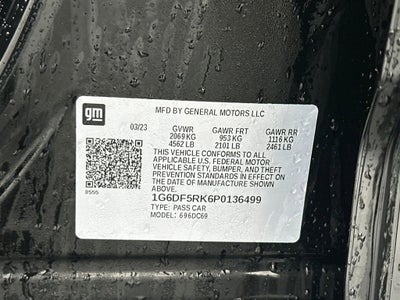 gm
MFD BY GENERAL MOTORS LLC
03/23 GVWR GAWR FRT GAWR RR
2069KG 953 KG 1116 KG
4562 LB 2101 LB 2461 LB
THIS VEHICLE CONFORMS TO ALL
APPLICABLE U.S. FEDERAL MOTOR
VEHICLE SAFETY, BUMPER, AND THEFT
PREVENTION STANDARDS IN EFFECT ON
THE DATE OF MANUFACTURE SHOWN ABOVE.
1G6DF5RK6P0136499
TYPE: PASS CAR
MODEL: 696DC69